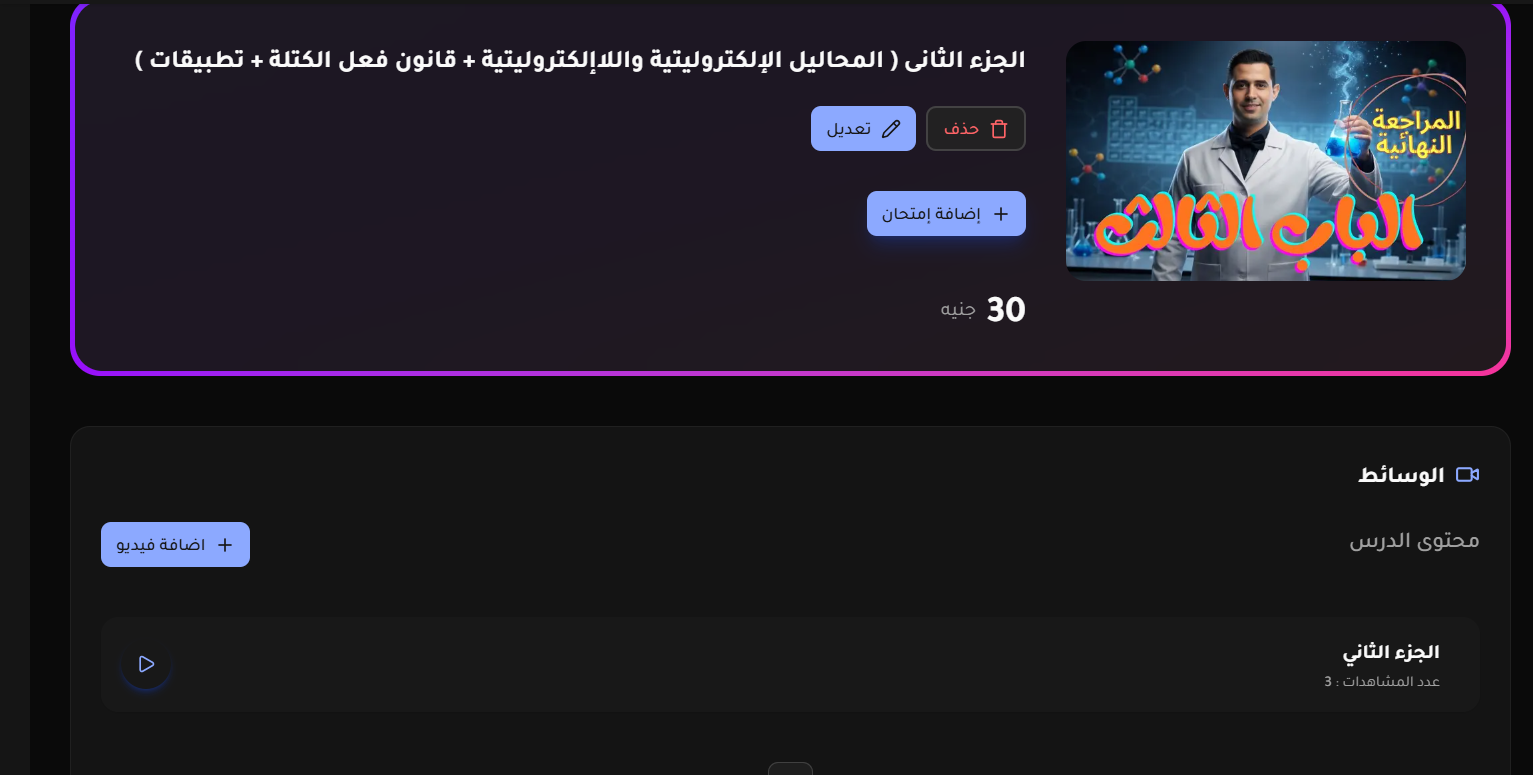 الجزء الثانى ( المحاليل الإلكتروليتية واللاإلكتروليتية + قانون فعل الكتلة + تطبيقات )
حذف
تعديل
إضافة إمتحان
30 جنيه
المراجعة
النهائية
الباب الثالث
الوسائط
محتوى الدرس
اضافة فيديو
الجزء الثاني
عدد المشاهدات : 3